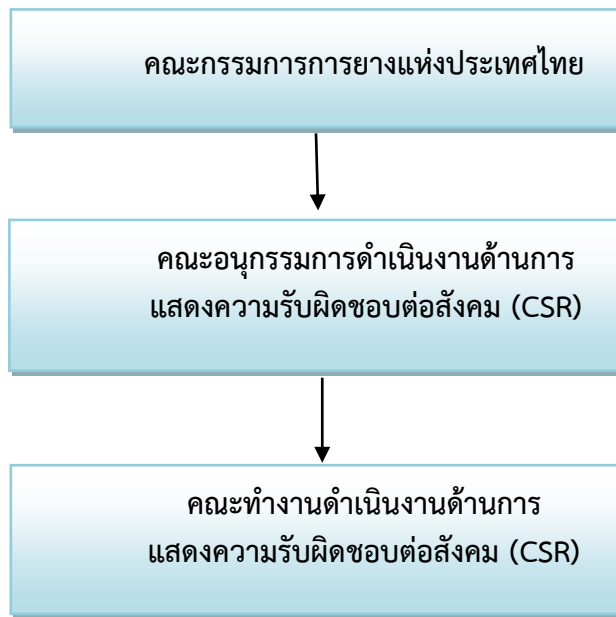 คณะกรรมการการยางแห่งประเทศไทย
คณะอนุกรรมการดำเนินงานด้านการ
แสดงความรับผิดชอบต่อสังคม (CSR)
คณะทำงานดำเนินงานด้านการ
แสดงความรับผิดชอบต่อสังคม (CSR)